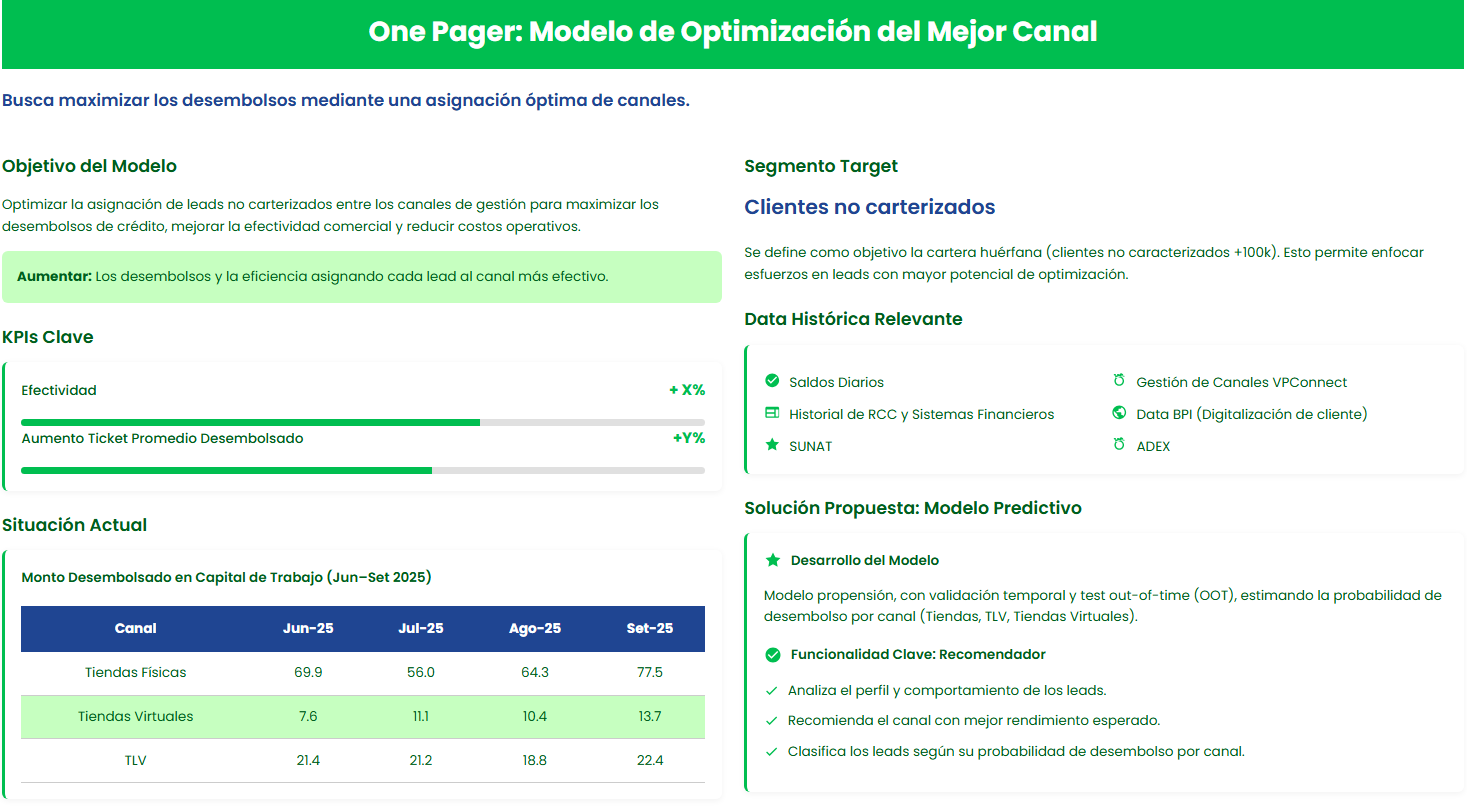 One Pager: Modelo de Optimización del Mejor Canal
Busca maximizar los desembolsos mediante una asignación óptima de canales.
Objetivo del Modelo
Optimizar la asignación de leads no carterizados entre los canales de gestión para maximizar los
desembolsos de crédito, mejorar la efectividad comercial y reducir costos operativos.
Aumentar: Los desembolsos y la eficiencia asignando cada lead al canal más efectivo.
KPIs Clave
Efectividad + X%
Aumento Ticket Promedio Desembolsado +Y%
Situación Actual
Monto Desembolsado en Capital de Trabajo (Jun–Set 2025)
Canal Jun-25 Jul-25 Ago-25 Set-25
Tiendas Físicas 69.9 56.0 64.3 77.5
Tiendas Virtuales 7.6 11.1 10.4 13.7
TLV 21.4 21.2 18.8 22.4
Segmento Target
Clientes no carterizados
Se define como objetivo la cartera huérfana (clientes no caracterizados +100k). Esto permite enfocar
esfuerzos en leads con mayor potencial de optimización.
Data Histórica Relevante
Saldos Diarios
Gestión de Canales VPConnect
Historial de RCC y Sistemas Financieros
Data BPI (Digitalización de cliente)
SUNAT
ADEX
Solución Propuesta: Modelo Predictivo
Desarrollo del Modelo
Modelo propensión, con validación temporal y test out-of-time (OOT), estimando la probabilidad de
desembolso por canal (Tiendas, TLV, Tiendas Virtuales).
Funcionalidad Clave: Recomendador
Analiza el perfil y comportamiento de los leads.
Recomienda el canal con mejor rendimiento esperado.
Clasifica los leads según su probabilidad de desembolso por canal.